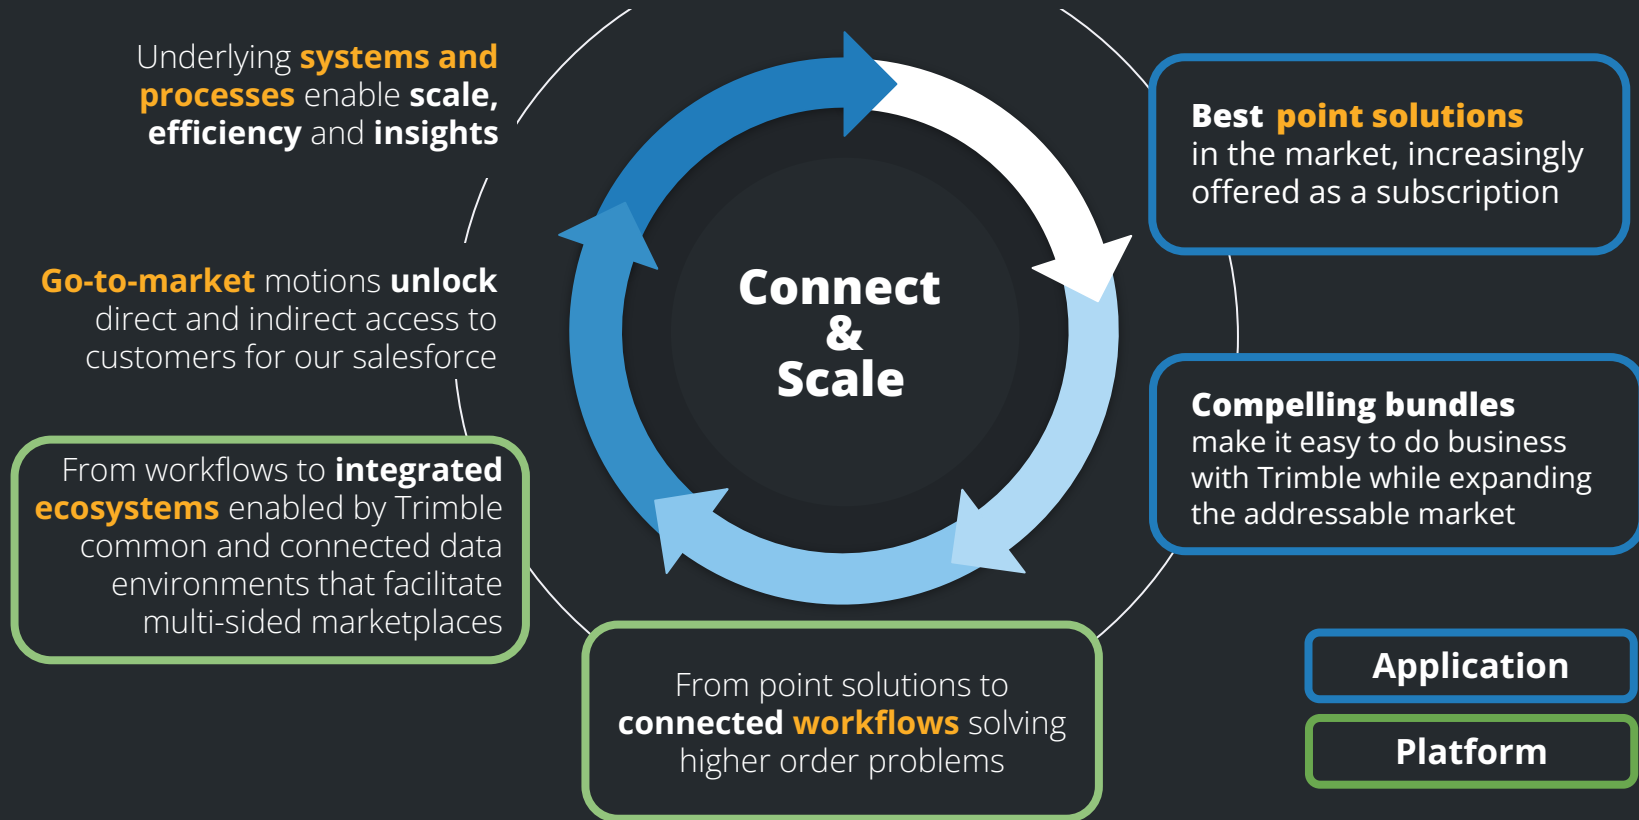 Underlying systems and
processes enable scale,
efficiency and insights
Go-to-market motions unlock
direct and indirect access to
customers for our salesforce
From workflows to integrated
ecosystems enabled by Trimble
common and connected data
environments that facilitate
multi-sided marketplaces
Connect
&
Scale
Best point solutions
in the market, increasingly
offered as a subscription
Compelling bundles
make it easy to do business
with Trimble while expanding
the addressable market
From point solutions to
connected workflows solving
higher order problems
Application
Platform